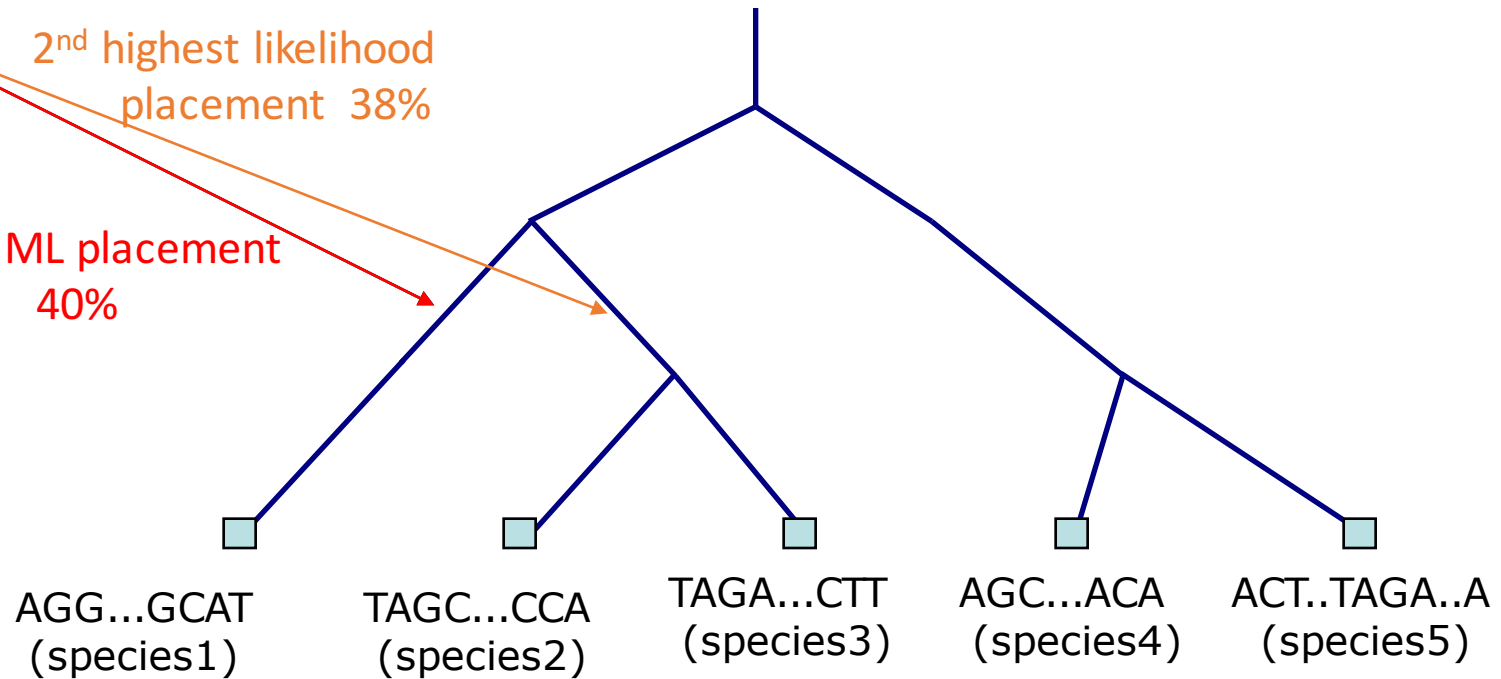 2nd highest likelihood
placement 38%
ML placement
40%
AGG...GCAT
(species1)
TAGC...CCA
(species2)
TAGA...CTT
(species3)
AGC...ACA
(species4)
ACT..TAGA..A
(species5)